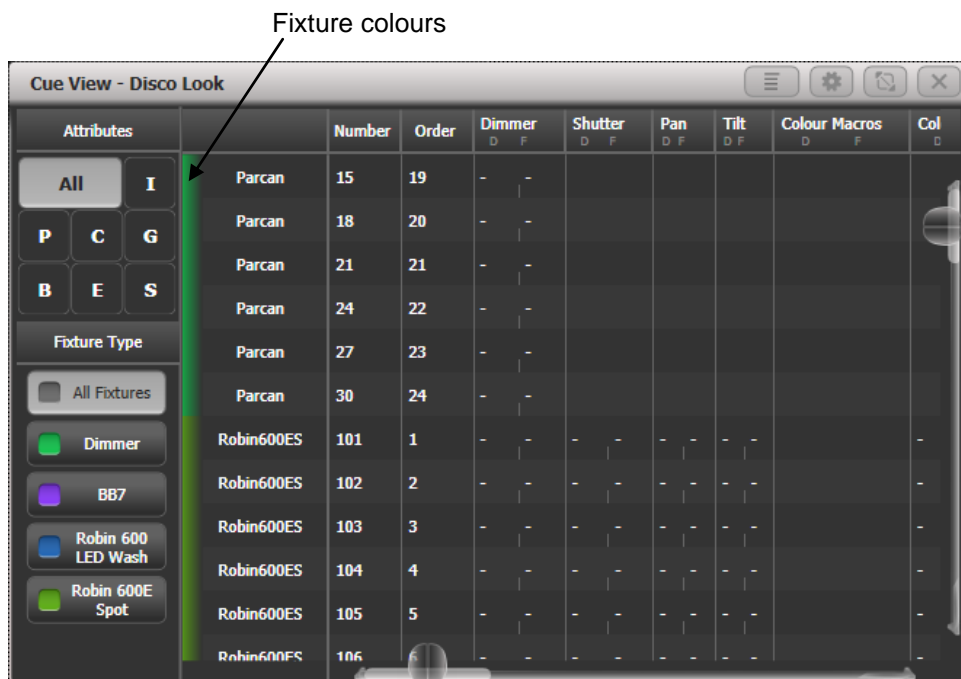 Fixture colours
Cue View - Disco Look
Attributes Number Order Dimmer Shutter Pan Tilt Colour Macros Col
D F D F D F D F D F D
All I
P C G
B E S
Fixture Type
All Fixtures
Dimmer
BB7
Robin 600
LED Wash
Robin 600E
Spot
Parcan 15 19 - -
Parcan 18 20 - -
Parcan 21 21 - -
Parcan 24 22 - -
Parcan 27 23 - -
Parcan 30 24 - -
Robin600ES 101 1 - - - - - - - - -
Robin600ES 102 2 - - - - - - - - -
Robin600ES 103 3 - - - - - - - - -
Robin600ES 104 4 - - - - - - - - -
Robin600ES 105 5 - - - - - - - - -
Robin600ES 106 6 - - - - - - - - -